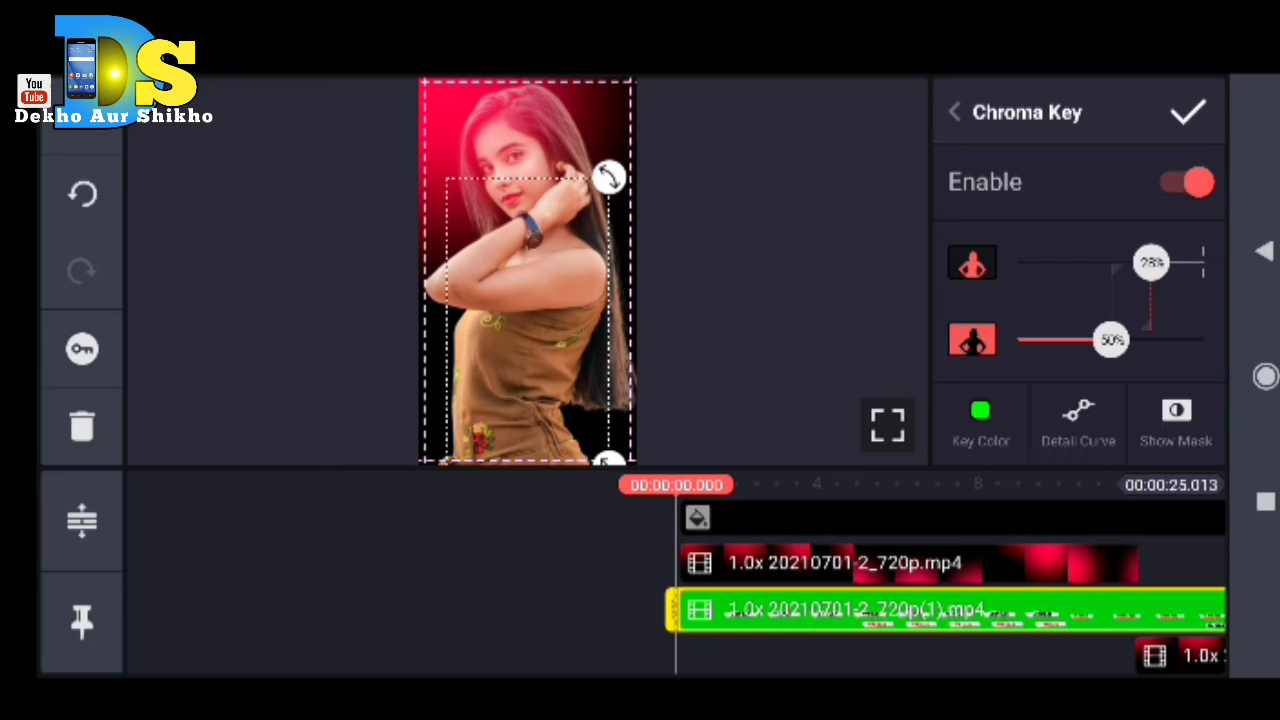 DS
You
Tube
Dekho Aur Shikho
Chroma Key
Enable
28%
50%
Key Color
Detail Curve
Show Mask
00:00:00.000
4
8
00:00:25.013
1.0x 20210701-2_720p.mp4
1.0x 20210701-2_720p(1).mp4
1.0x